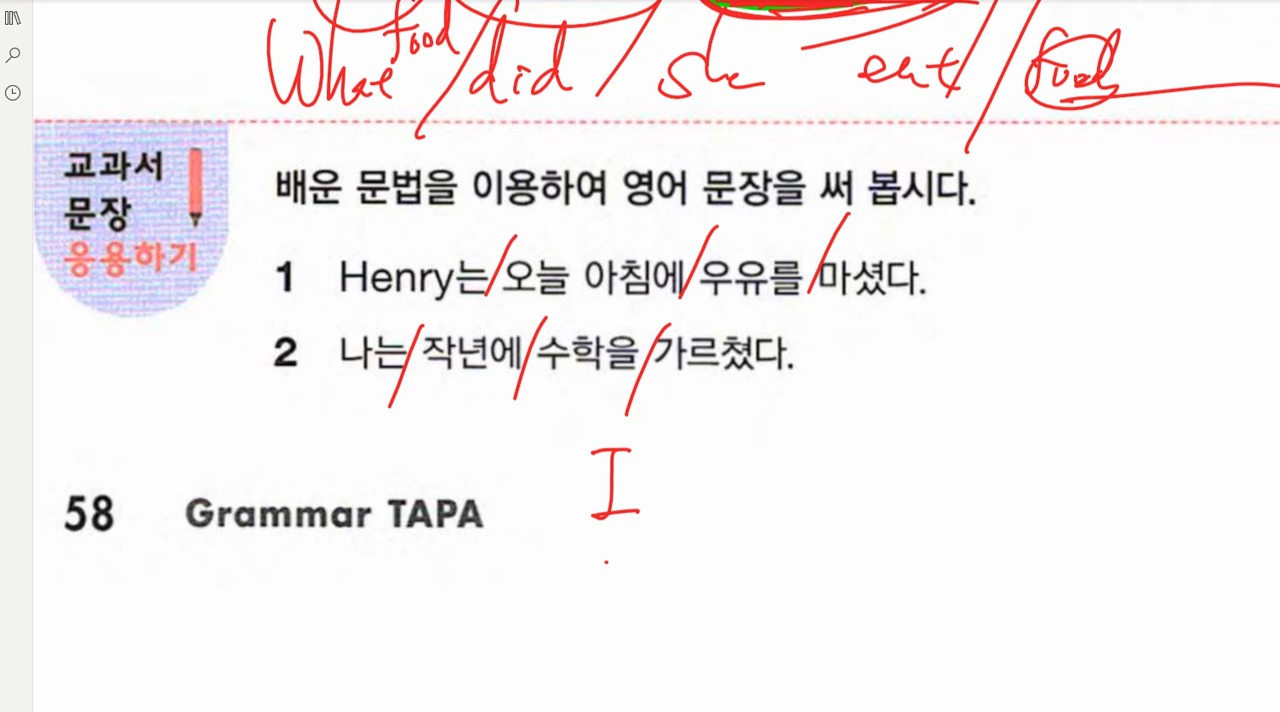 food
What did she eat food
교과서
문장
응용하기
배운 문법을 이용하여 영어 문장을 써 봅시다.
1 Henry는 오늘 아침에 우유를 마셨다.
2 나는 작년에 수학을 가르쳤다.
I
58 Grammar TAPA